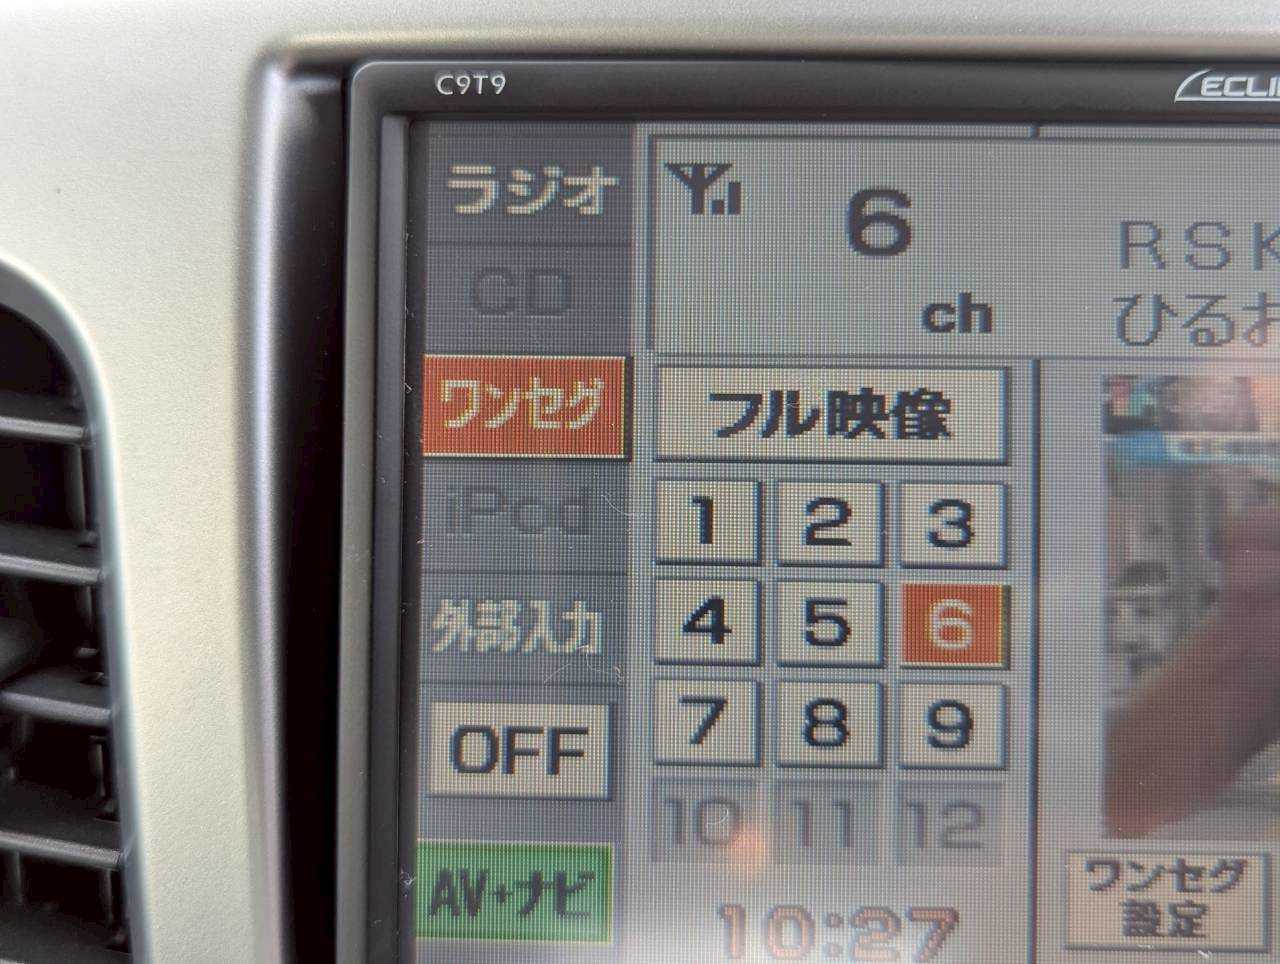 C9T9
ECLI
ラジオ
CD
ワンセグ
iPod
外部入力
OFF
AV+ナビ
6
ch
RSK
ひるお
フル映像
1 2 3
4 5 6
7 8 9
10 11 12
10:27
ワンセグ
設定